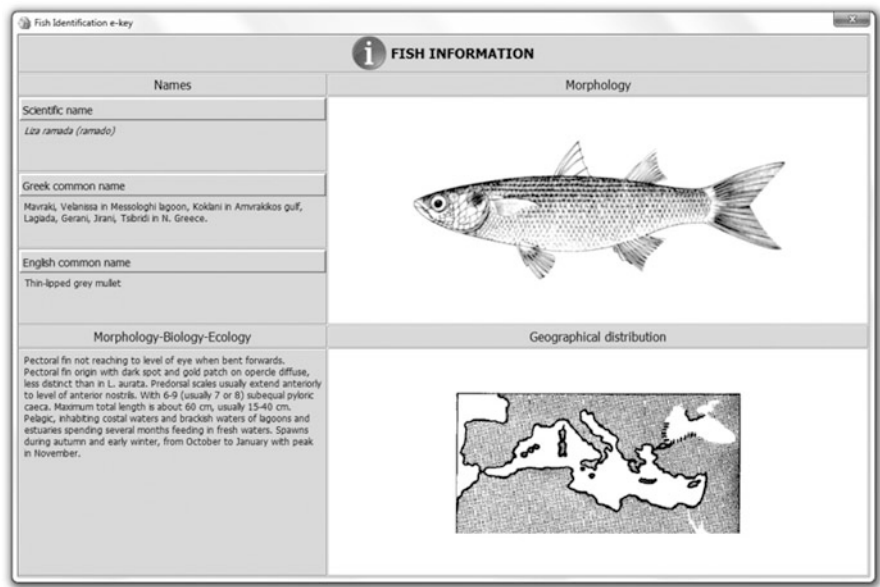 Fish Identification e-key
FISH INFORMATION
Names
Scientific name
Liza ramada (ramado)
Greek common name
Mavraki, Velanissa in Messologhi lagoon, Koklani in Amvrakikos gulf,
Lagiada, Gerani, Jirani, Tsibridi in N. Greece.
English common name
Thin-lipped grey mullet
Morphology
Morphology-Biology-Ecology
Pectoral fin not reaching to level of eye when bent forwards.
Pectoral fin origin with dark spot and gold patch on opercle diffuse,
less distinct than in L. aurata. Predorsal scales usually extend anteriorly
to level of anterior nostrils. With 6-9 (usually 7 or 8) subequal pyloric
caeca. Maximum total length is about 60 cm, usually 15-40 cm.
Pelagic, inhabiting costal waters and brackish waters of lagoons and
estuaries spending several months feeding in fresh waters. Spawns
during autumn and early winter, from October to January with peak
in November.
Geographical distribution